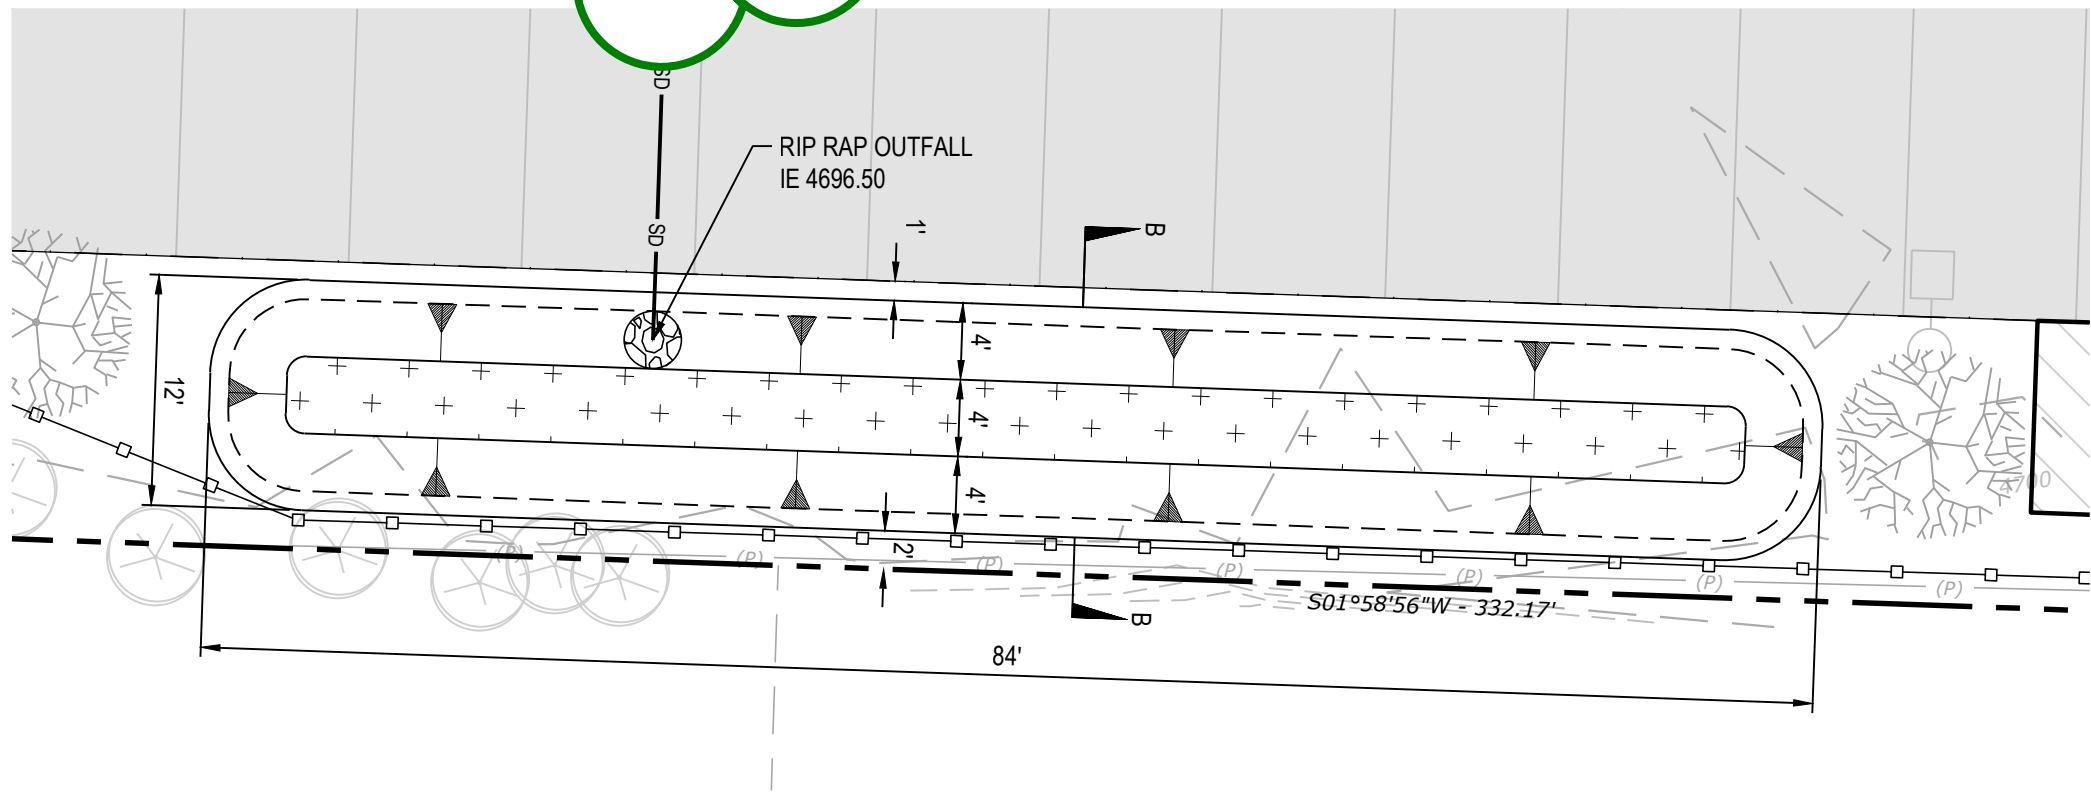 SD
RIP RAP OUTFALL
IE 4696.50
SD
1'
B
4'
12'
4'
4'
4700
2'
(P)
(P)
(P)
(P)
(P)
(P)
(P)
S01°58'56"W - 332.17'
B
84'